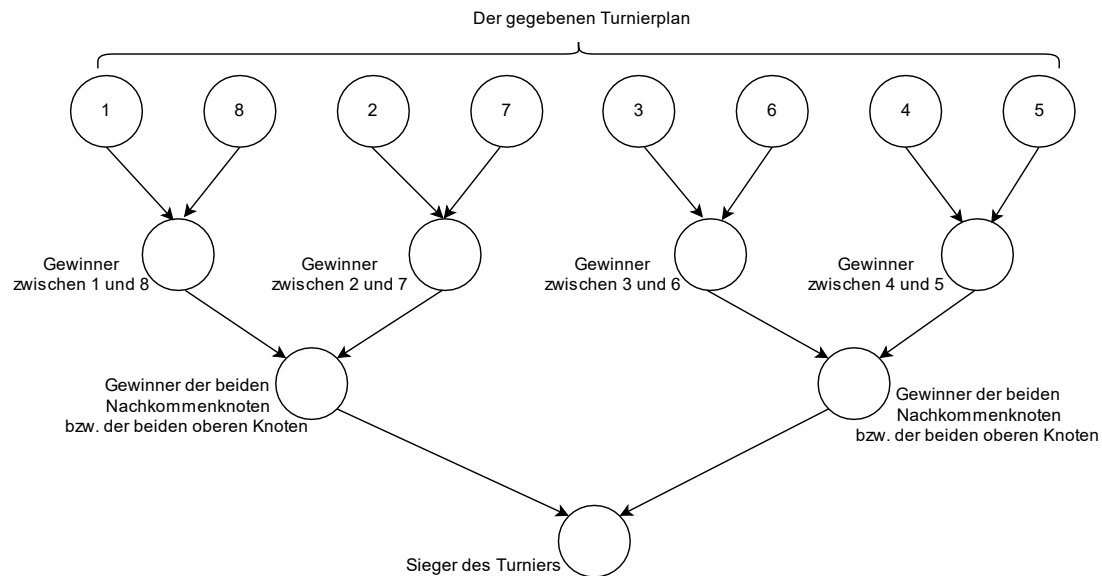 Der gegebenen Turnierplan
1
8
2
7
3
6
4
5
Gewinner
zwischen 1 und 8
Gewinner
zwischen 2 und 7
Gewinner
zwischen 3 und 6
Gewinner
zwischen 4 und 5
Gewinner der beiden
Nachkommenknoten
bzw. der beiden oberen Knoten
Gewinner der beiden
Nachkommenknoten
bzw. der beiden oberen Knoten
Sieger des Turniers